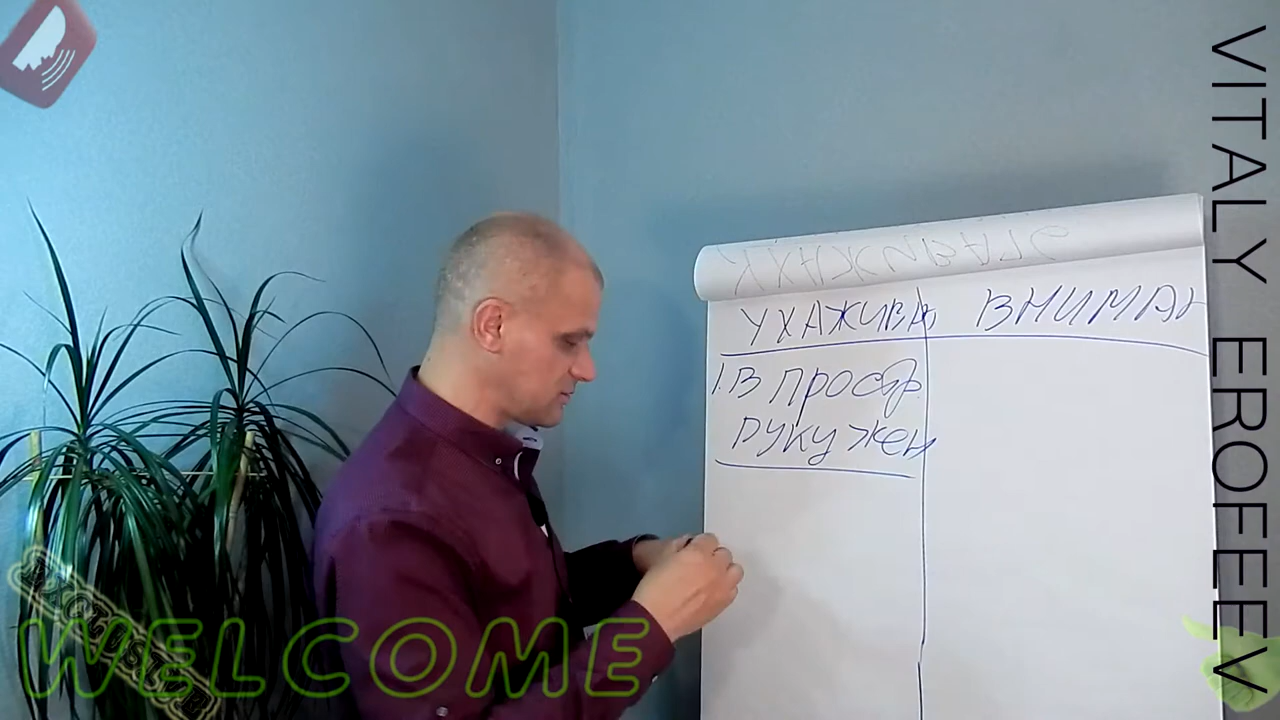 УХАЖИВА ВНИМАН
1. В ПРОСТР
РУКУ ЖЕН
WELCOME
VITALY EROFEEV